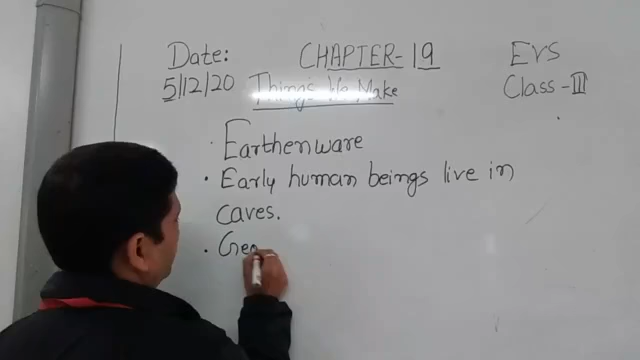 Date: CHAPTER-19 EVS
5/12/20 Things We Make Class-III
• Earthenware
• Early human beings live in
caves.
•